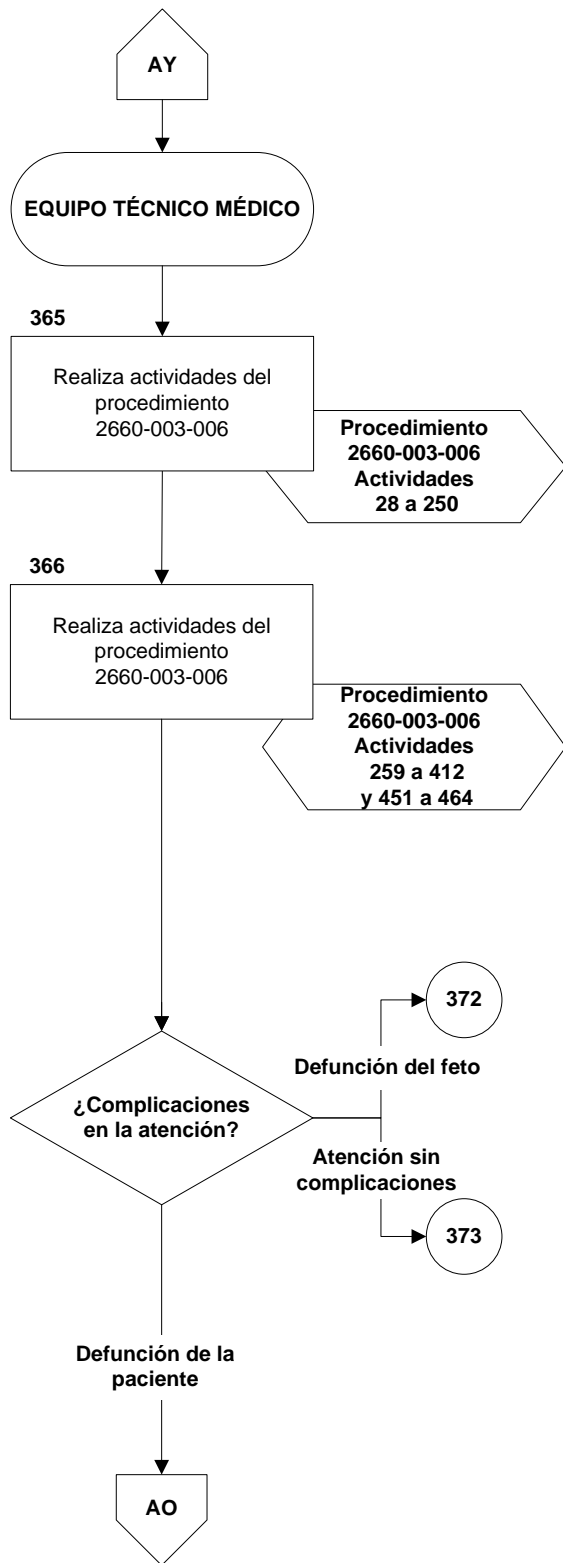 AY
EQUIPO TÉCNICO MÉDICO
365
Realiza actividades del
procedimiento
2660-003-006
Procedimiento
2660-003-006
Actividades
28 a 250
366
Realiza actividades del
procedimiento
2660-003-006
Procedimiento
2660-003-006
Actividades
259 a 412
y 451 a 464
372
Defunción del feto
¿Complicaciones
en la atención?
Atención sin
complicaciones
373
Defunción de la
paciente
AO